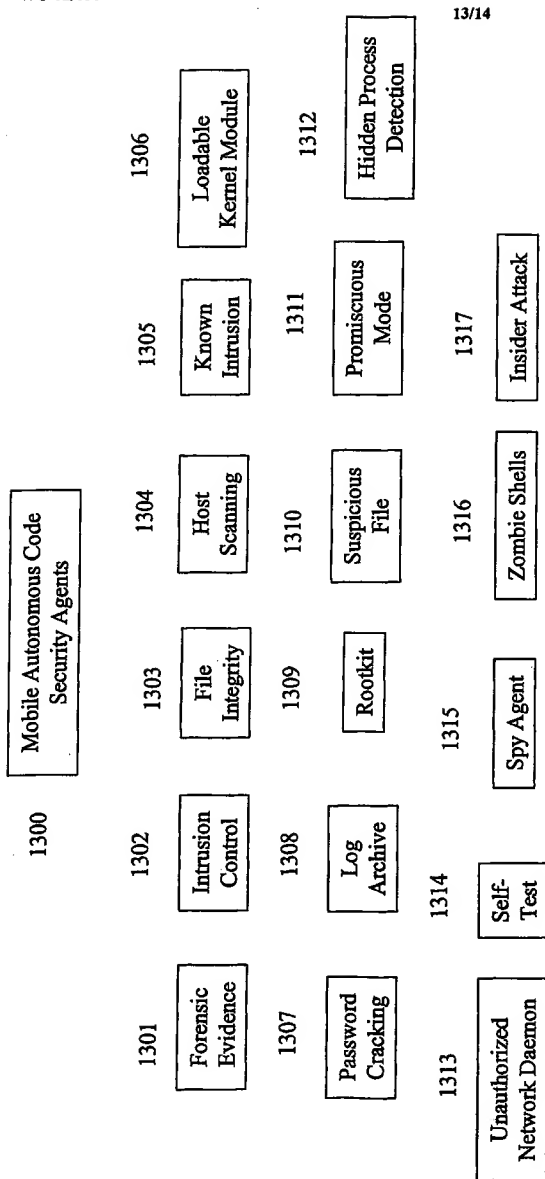 13/14
1300
Mobile Autonomous Code
Security Agents
1301
Forensic
Evidence
1302
Intrusion
Control
1303
File
Integrity
1304
Host
Scanning
1305
Known
Intrusion
1306
Loadable
Kernel Module
1307
Password
Cracking
1308
Log
Archive
1309
Rootkit
1310
Suspicious
File
1311
Promiscuous
Mode
1312
Hidden Process
Detection
1313
Unauthorized
Network Daemon
1314
Self-
Test
1315
Spy Agent
1316
Zombie Shells
1317
Insider Attack